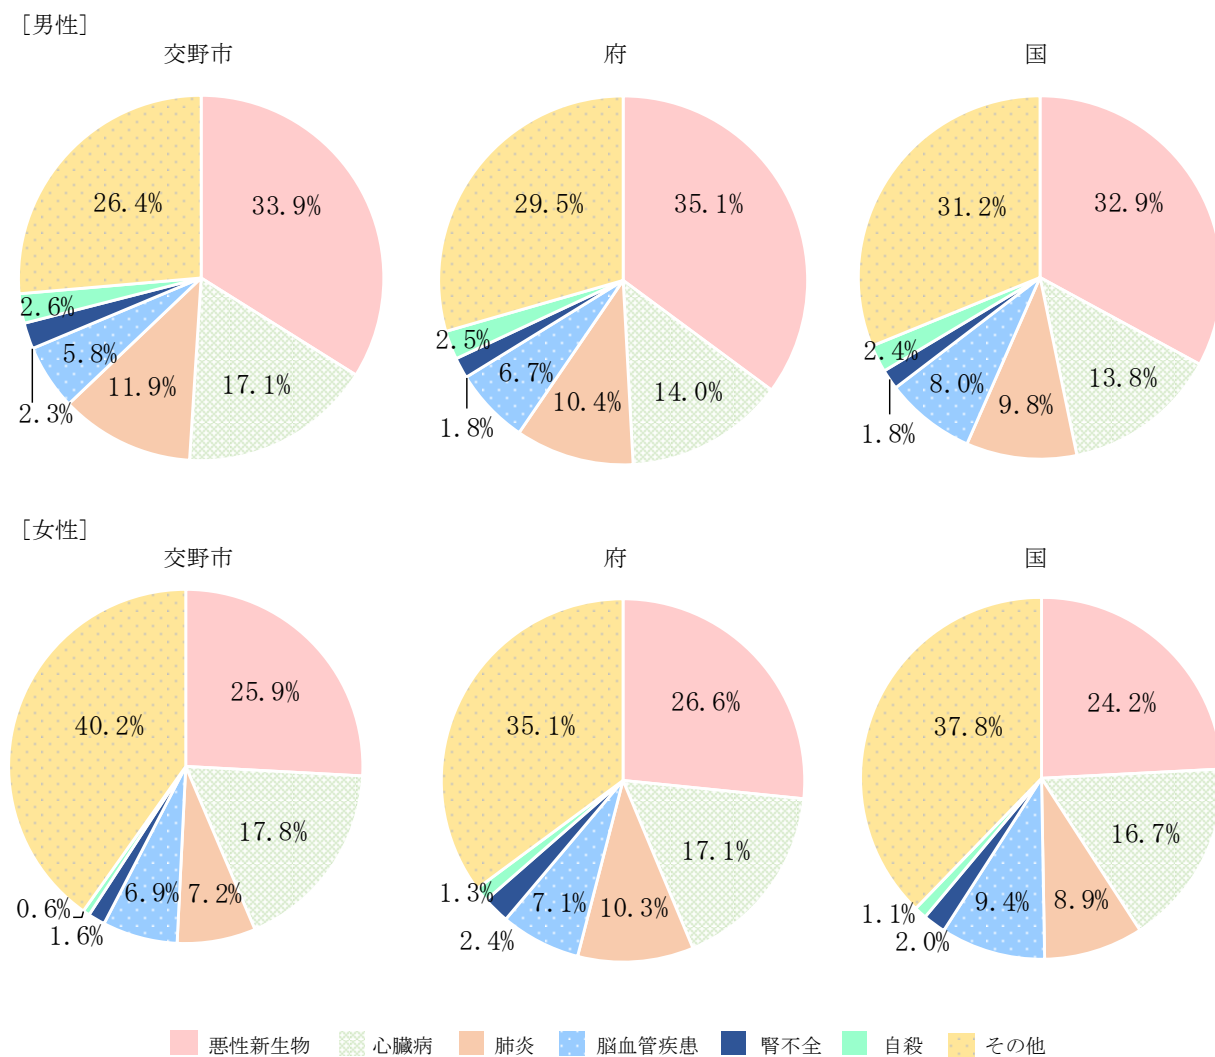 ［男性］
交野市 府 国
26.4% 33.9% 29.5% 35.1% 31.2% 32.9%
2.6% 2.5% 2.4%
5.8% 11.9% 17.1% 6.7% 10.4% 14.0% 8.0% 9.8% 13.8%
2.3% 1.8% 1.8%
［女性］
交野市 府 国
40.2% 25.9% 35.1% 26.6% 37.8% 24.2%
17.8% 17.1% 16.7%
0.6% 6.9% 7.2% 1.3% 7.1% 10.3% 1.1% 9.4% 8.9%
1.6% 2.4% 2.0%
悪性新生物 心臓病 肺炎 脳血管疾患 腎不全 自殺 その他